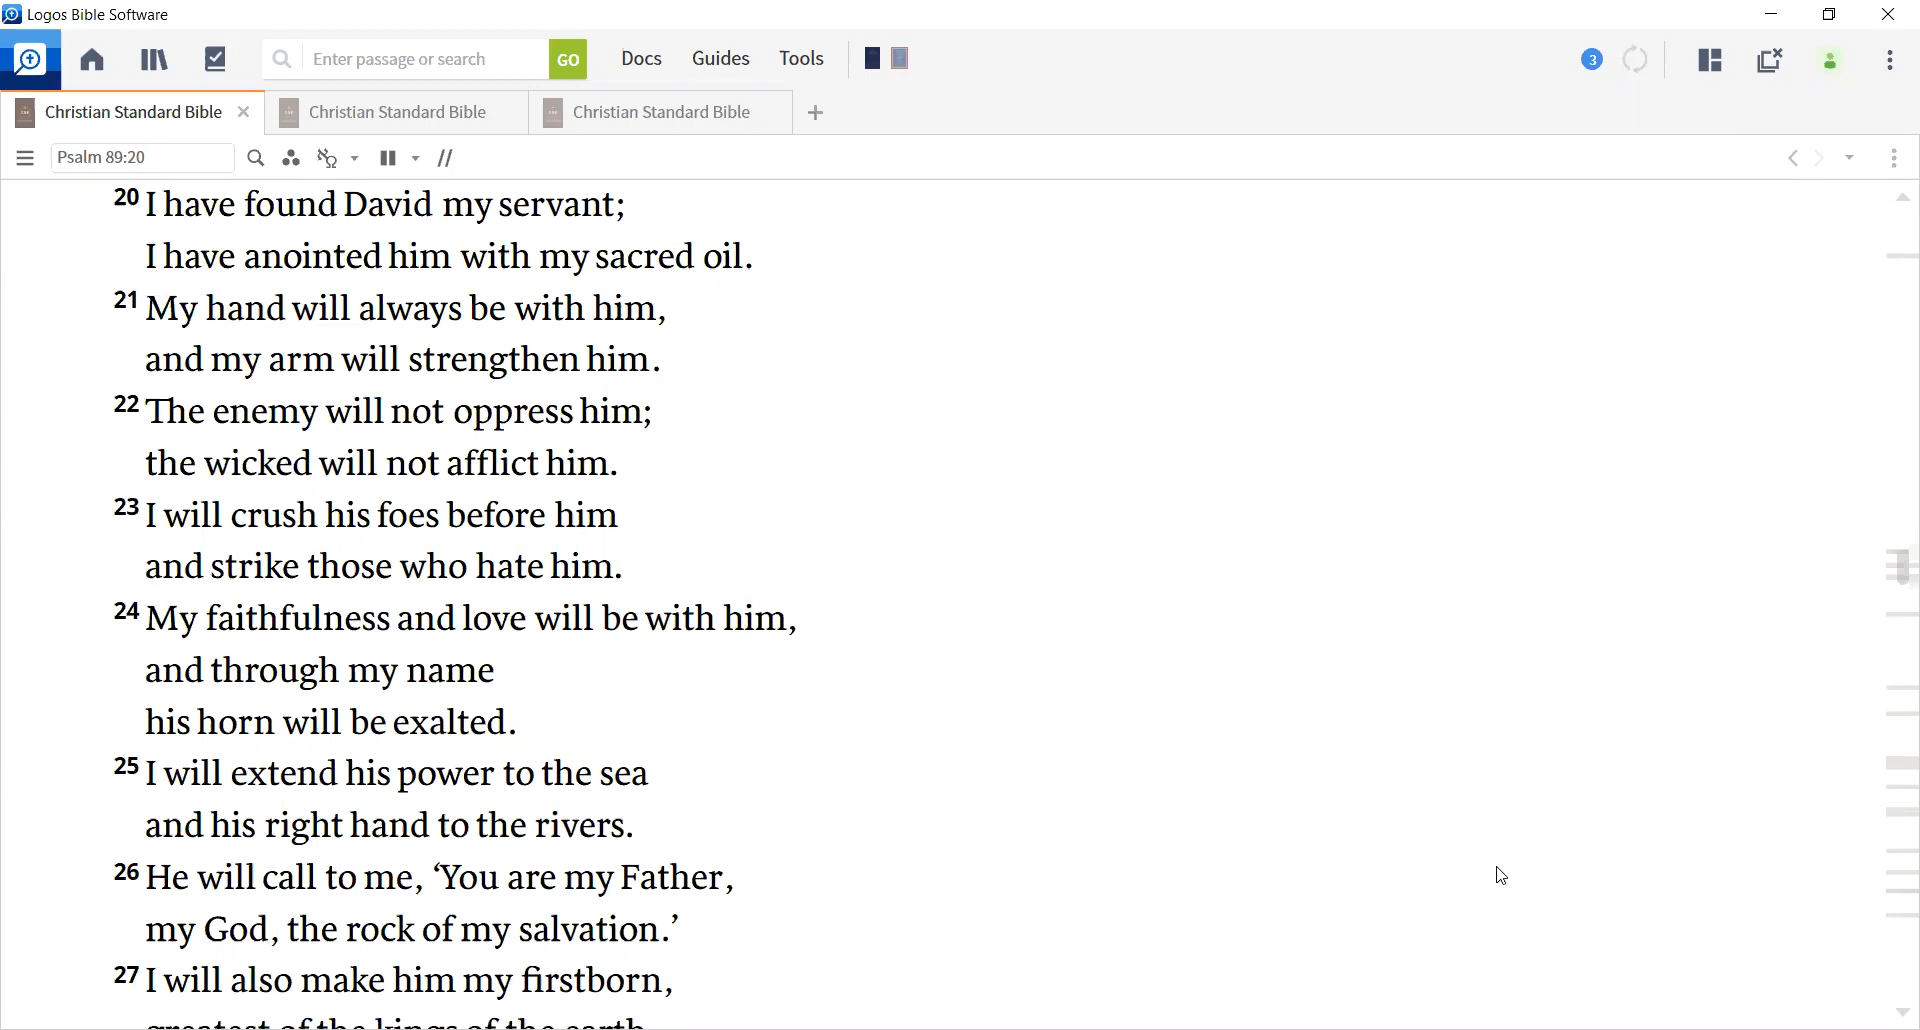 Logos Bible Software
Enter passage or search GO Docs Guides Tools 3
Christian Standard Bible Christian Standard Bible Christian Standard Bible
Psalm 89:20
20 I have found David my servant;
I have anointed him with my sacred oil.
21 My hand will always be with him,
and my arm will strengthen him.
22 The enemy will not oppress him;
the wicked will not afflict him.
23 I will crush his foes before him
and strike those who hate him.
24 My faithfulness and love will be with him,
and through my name
his horn will be exalted.
25 I will extend his power to the sea
and his right hand to the rivers.
26 He will call to me, ‘You are my Father,
my God, the rock of my salvation.’
27 I will also make him my firstborn,
greatest of the kings of the earth